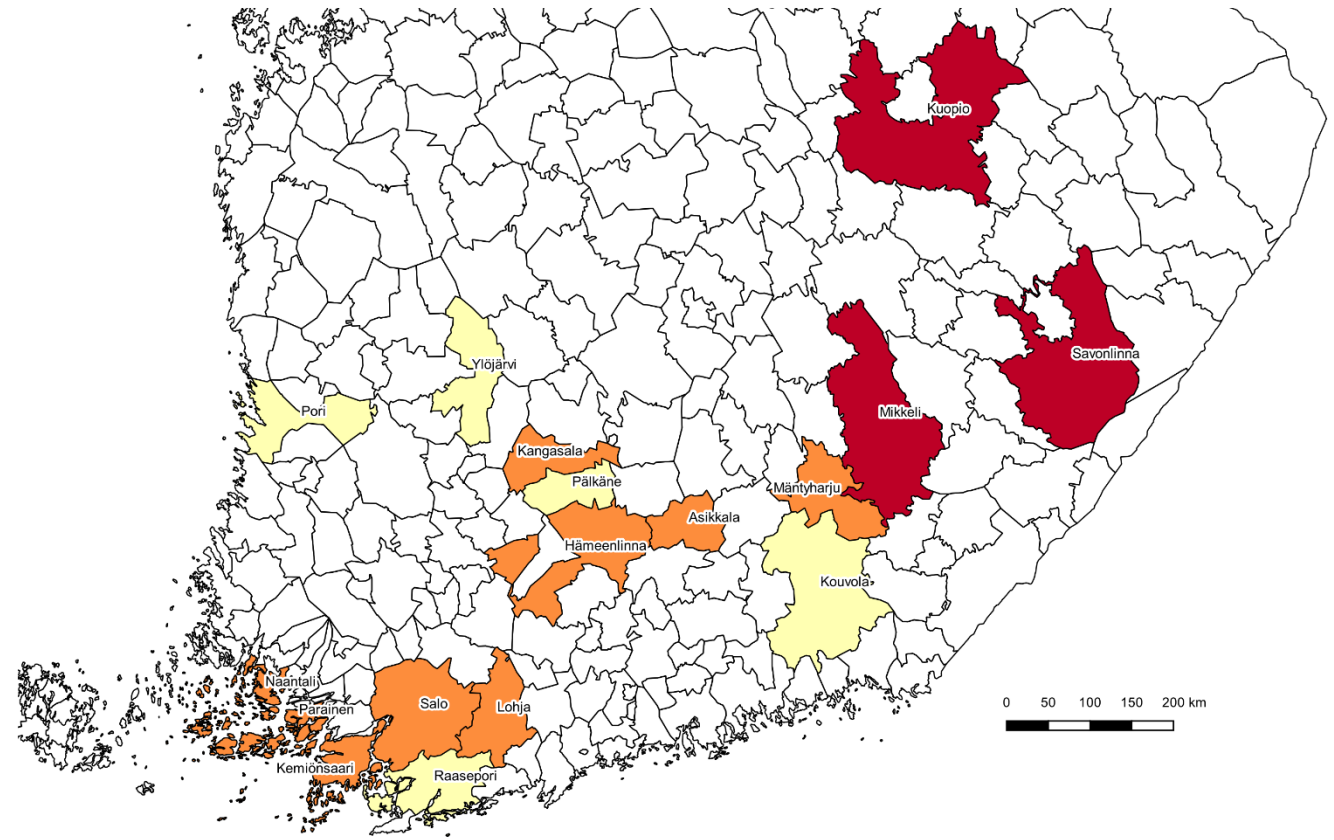 Kuopio
Savonlinna
Ylöjärvi
Pori
Mikkeli
Kangasala
Pälkäne
Mäntyharju
Asikkala
Hämeenlinna
Kouvola
Naantali
Parainen
Salo
Lohja
Kemiönsaari
Raasepori
0 50 100 150 200 km